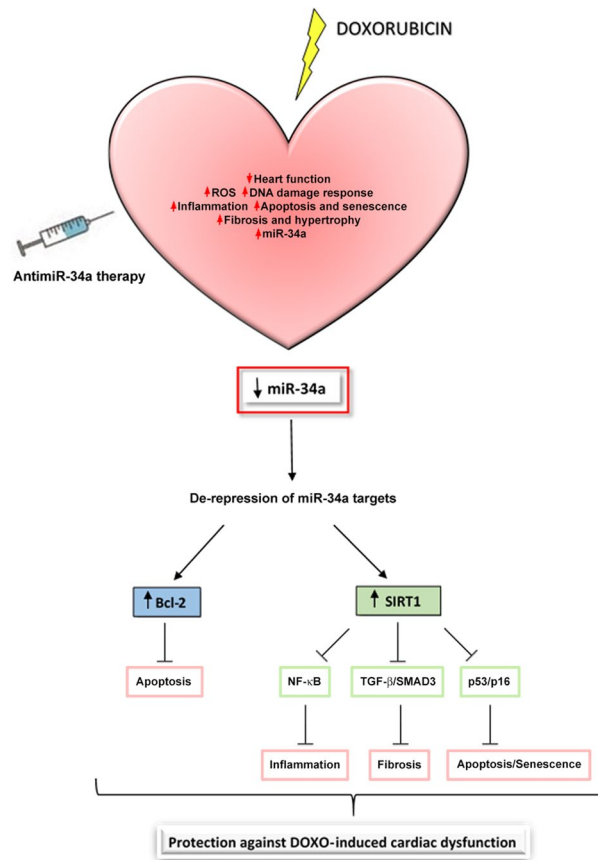 DOXORUBICIN
Heart function
ROS DNA damage response
Inflammation Apoptosis and senescence
Fibrosis and hypertrophy
miR-34a
AntimiR-34a therapy
↓ miR-34a
De-repression of miR-34a targets
↑ Bcl-2
↑ SIRT1
Apoptosis
NF-κB
TGF-β/SMAD3
p53/p16
Inflammation
Fibrosis
Apoptosis/Senescence
Protection against DOXO-induced cardiac dysfunction